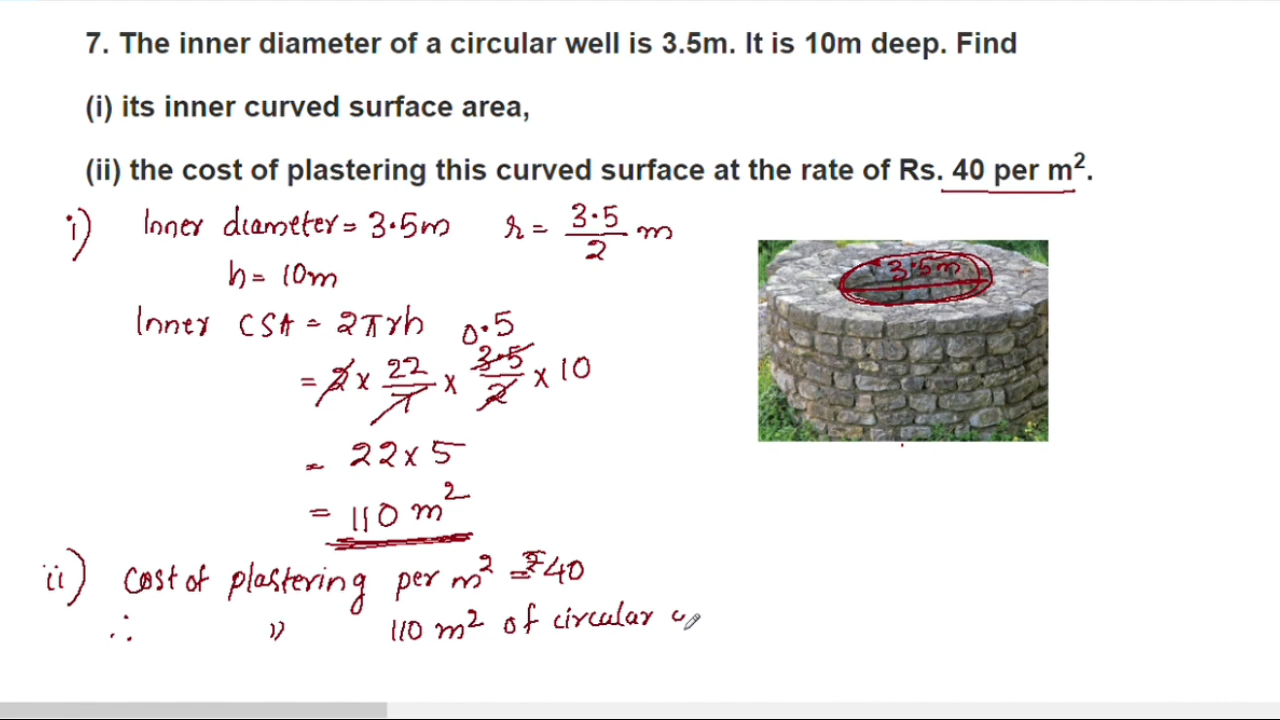 7. The inner diameter of a circular well is 3.5m. It is 10m deep. Find
(i) its inner curved surface area,
(ii) the cost of plastering this curved surface at the rate of Rs. 40 per m².
i) Inner diameter = 3.5m r = 3.5/2 m
h = 10m
3.5m
Inner CSA = 2πrh
0.5
= 2 × 22/7 × 3.5/2 × 10
= 22 × 5
= 110 m²
ii) Cost of plastering per m² = ₹40
∴ " 110 m² of circular